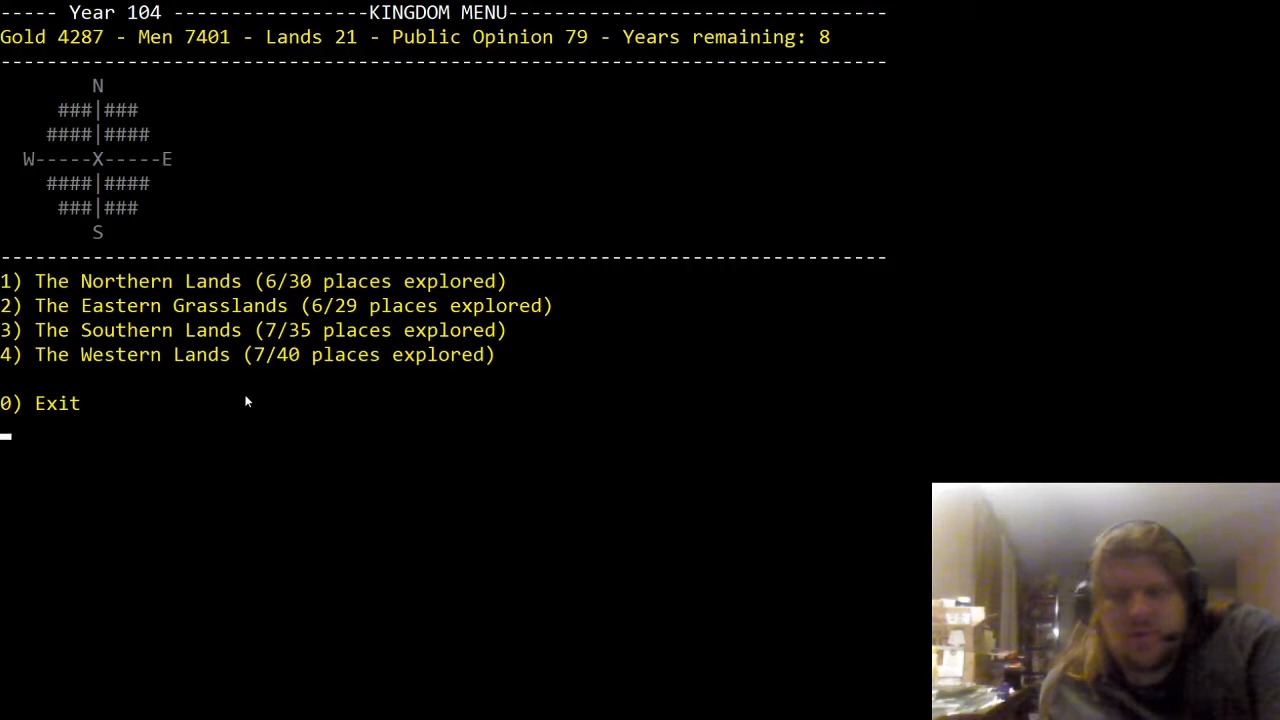 ----- Year 104 -----------------KINGDOM MENU--------------------------------
Gold 4287 - Men 7401 - Lands 21 - Public Opinion 79 - Years remaining: 8
-----------------------------------------------------------------------------
N
###|###
####|####
W-----X-----E
####|####
###|###
S
-----------------------------------------------------------------------------
1) The Northern Lands (6/30 places explored)
2) The Eastern Grasslands (6/29 places explored)
3) The Southern Lands (7/35 places explored)
4) The Western Lands (7/40 places explored)
0) Exit